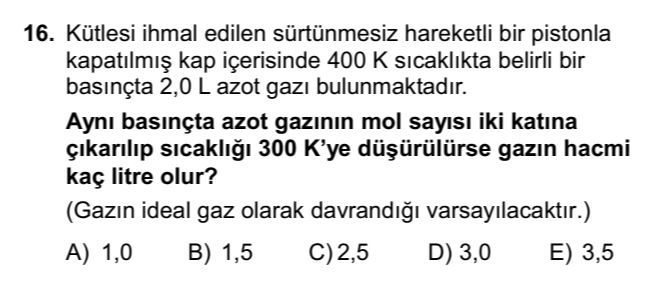 16. Kütlesi ihmal edilen sürtünmesiz hareketli bir pistonla
kapatılmış kap içerisinde 400 K sıcaklıkta belirli bir
basınçta 2,0 L azot gazı bulunmaktadır.
Aynı basınçta azot gazının mol sayısı iki katına
çıkarılıp sıcaklığı 300 K'ye düşürülürse gazın hacmi
kaç litre olur?
(Gazın ideal gaz olarak davrandığı varsayılacaktır.)
A) 1,0 B) 1,5 C) 2,5 D) 3,0 E) 3,5